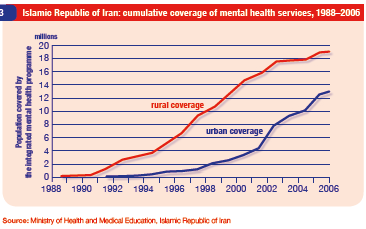 3 Islamic Republic of Iran: cumulative coverage of mental health services, 1988–2006
millions
Population covered by
the integrated mental health programme
20
18
16
14
12
10
8
6
4
2
0
rural coverage
urban coverage
1988 1990 1992 1994 1996 1998 2000 2002 2004 2006
Source: Ministry of Health and Medical Education, Islamic Republic of Iran